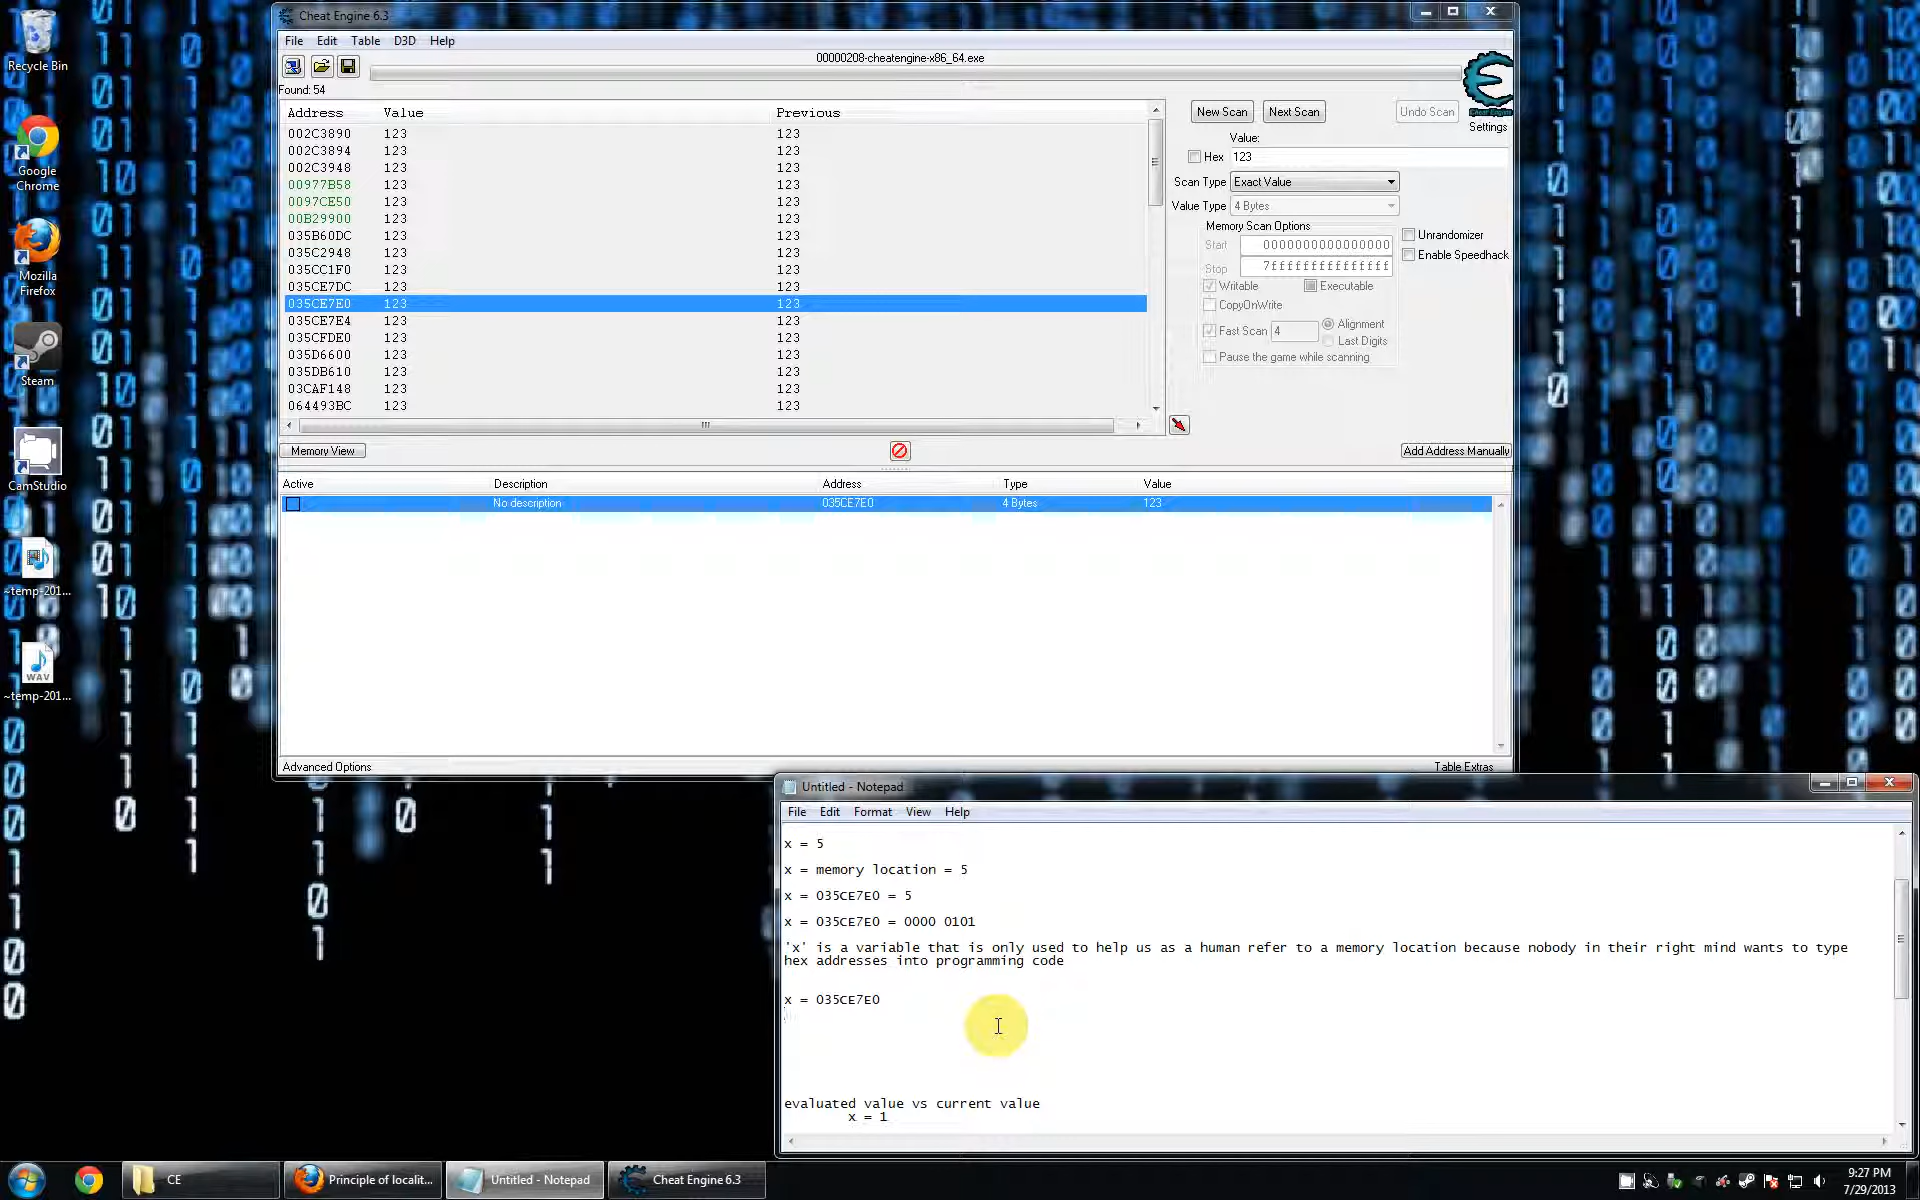 Recycle Bin
Google
Chrome
Mozilla
Firefox
Steam
CamStudio
~temp-201...
WAV
~temp-201...
Cheat Engine 6.3
File Edit Table D3D Help
00000208-cheatengine-x86_64.exe
Found: 54
Address Value Previous
002C3890 123 123
002C3894 123 123
002C3948 123 123
00977B58 123 123
0097CE50 123 123
00B29900 123 123
035B60DC 123 123
035C2948 123 123
035CC1F0 123 123
035CE7DC 123 123
035CE7E0 123 123
035CE7E4 123 123
035CFDE0 123 123
035D6600 123 123
035DB610 123 123
03CAF148 123 123
064493BC 123 123
New Scan Next Scan Undo Scan
Cheat Engine
Settings
Value:
Hex 123
Scan Type Exact Value
Value Type 4 Bytes
Memory Scan Options
Start 0000000000000000
Stop 7fffffffffffffff
Writable Executable
CopyOnWrite
Fast Scan 4 Alignment
Last Digits
Pause the game while scanning
Unrandomizer
Enable Speedhack
Memory View Add Address Manually
Active Description Address Type Value
No description 035CE7E0 4 Bytes 123
Advanced Options Table Extras
Untitled - Notepad
File Edit Format View Help
x = 5
x = memory location = 5
x = 035CE7E0 = 5
x = 035CE7E0 = 0000 0101
'x' is a variable that is only used to help us as a human refer to a memory location because nobody in their right mind wants to type
hex addresses into programming code
x = 035CE7E0
evaluated value vs current value
x = 1
CE Principle of localit... Untitled - Notepad Cheat Engine 6.3
9:27 PM
7/29/2013